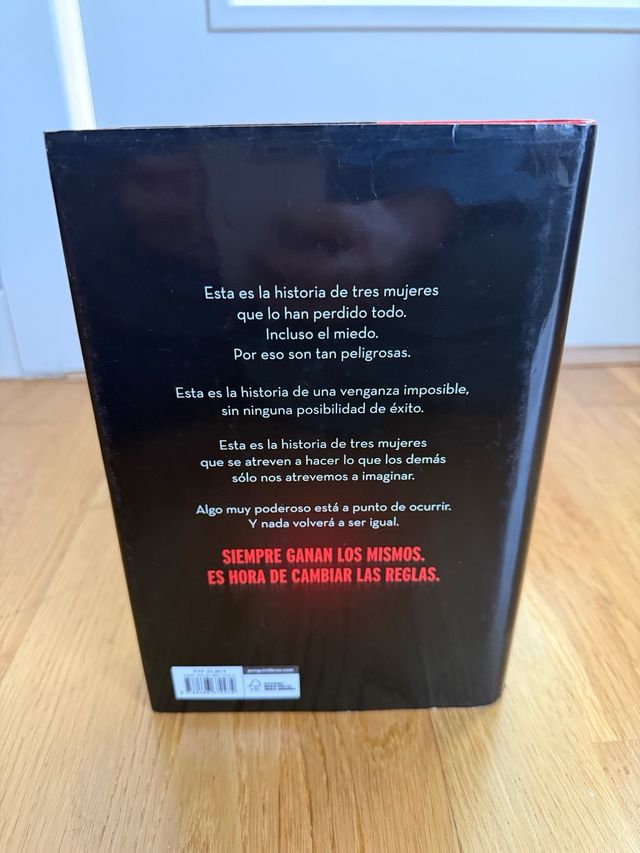 Esta es la historia de tres mujeres
que lo han perdido todo.
Incluso el miedo.
Por eso son tan peligrosas.
Esta es la historia de una venganza imposible,
sin ninguna posibilidad de éxito.
Esta es la historia de tres mujeres
que se atreven a hacer lo que los demás
sólo nos atrevemos a imaginar.
Algo muy poderoso está a punto de ocurrir.
Y nada volverá a ser igual.
SIEMPRE GANAN LOS MISMOS.
ES HORA DE CAMBIAR LAS REGLAS.
penguinlibros.com